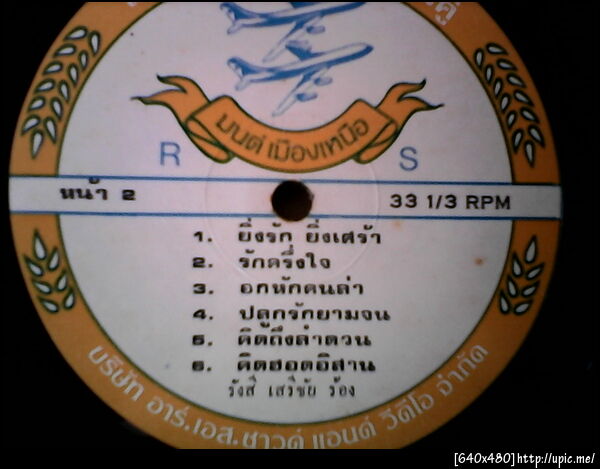 มนต์เมืองเหนือ
R S
หน้า 2
33 1/3 RPM
1. ยิ่งรัก ยิ่งเศร้า
2. รักครึ่งใจ
3. อกหักคนล่า
4. ปลูกรักยามจน
5. คิดถึงลำดวน
6. คิดฮอดอิสาน
รังสี เสรีชัย ร้อง
บริษัท อาร์.เอส.ซาวด์ แอนด์ วีดีโอ จำกัด
[640x480]http://upic.me/